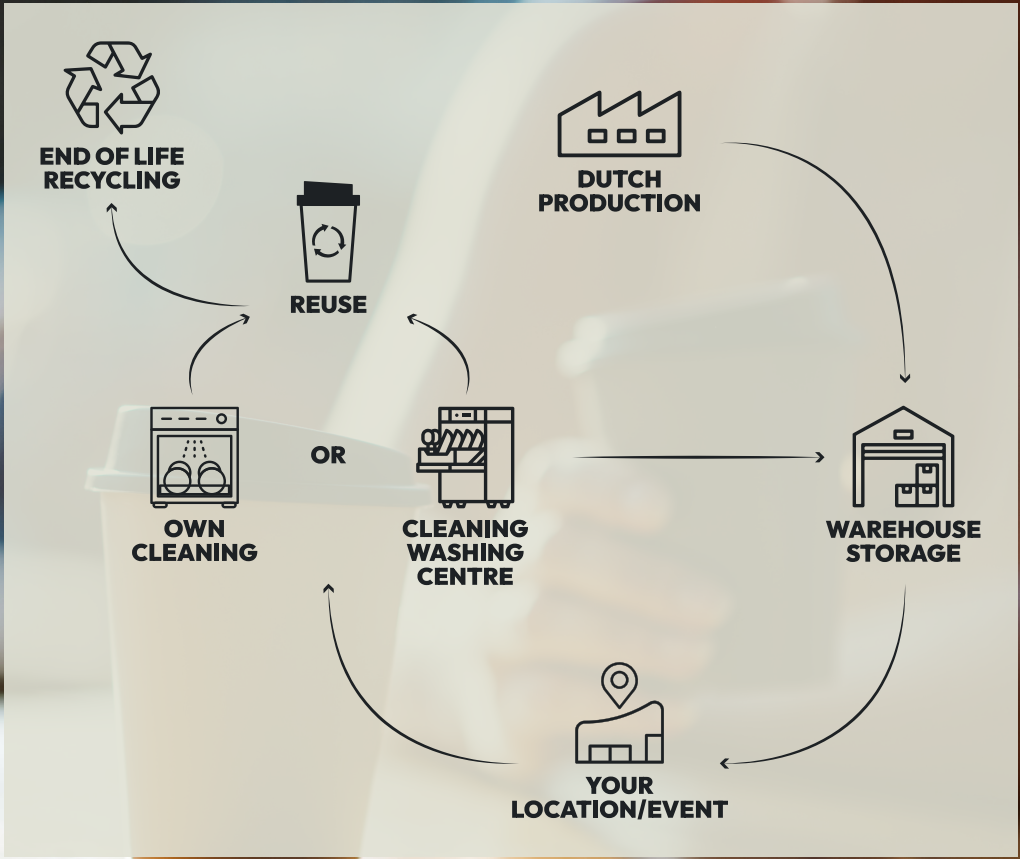 END OF LIFE
RECYCLING
DUTCH
PRODUCTION
REUSE
OWN
CLEANING
OR
CLEANING
WASHING
CENTRE
WAREHOUSE
STORAGE
YOUR
LOCATION/EVENT